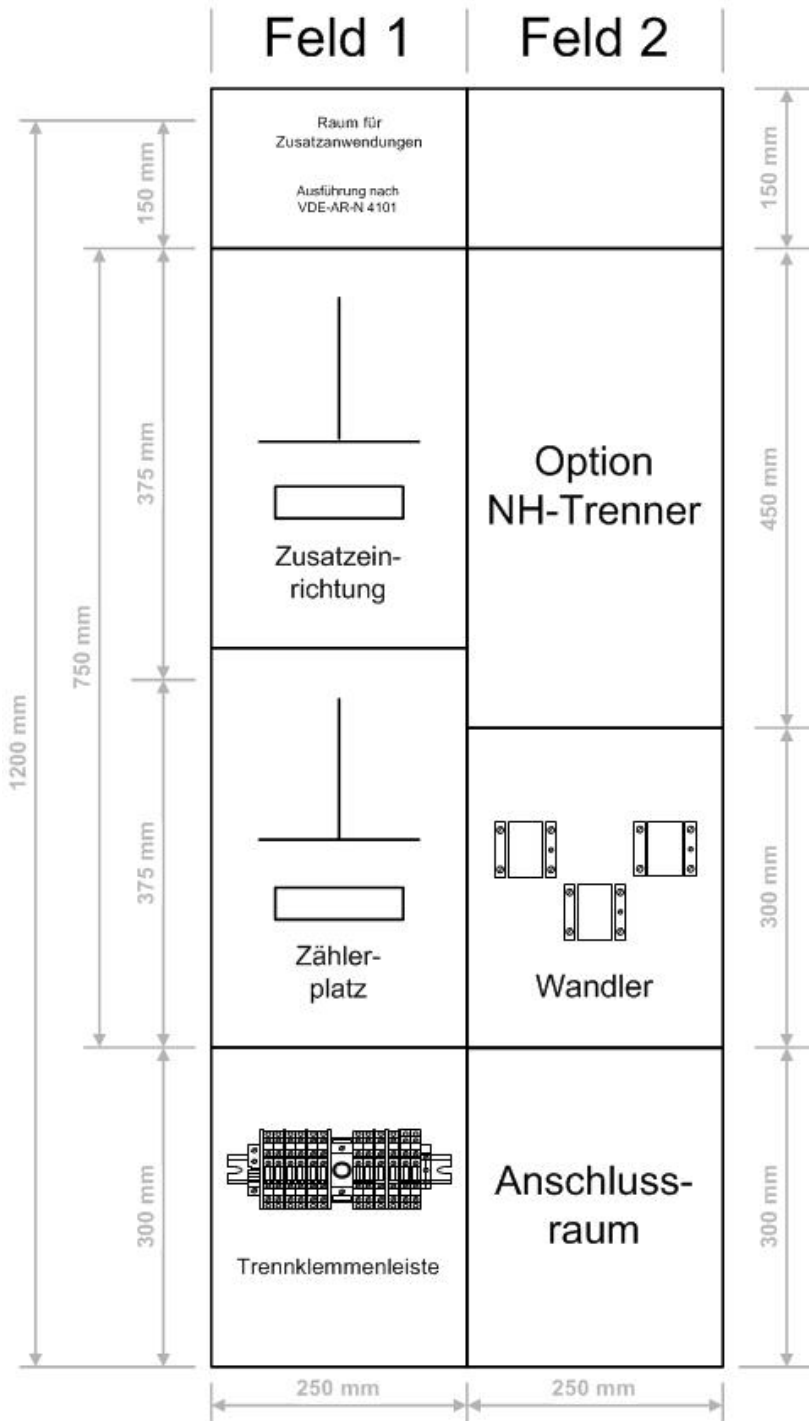 Feld 1
Feld 2
Raum für
Zusatzanwendungen
Ausführung nach
VDE-AR-N 4101
150 mm
150 mm
375 mm
750 mm
1200 mm
Zusatzein-
richtung
Option
NH-Trenner
450 mm
375 mm
Zähler-
platz
Wandler
300 mm
300 mm
Trennklemmenleiste
Anschluss-
raum
300 mm
250 mm
250 mm